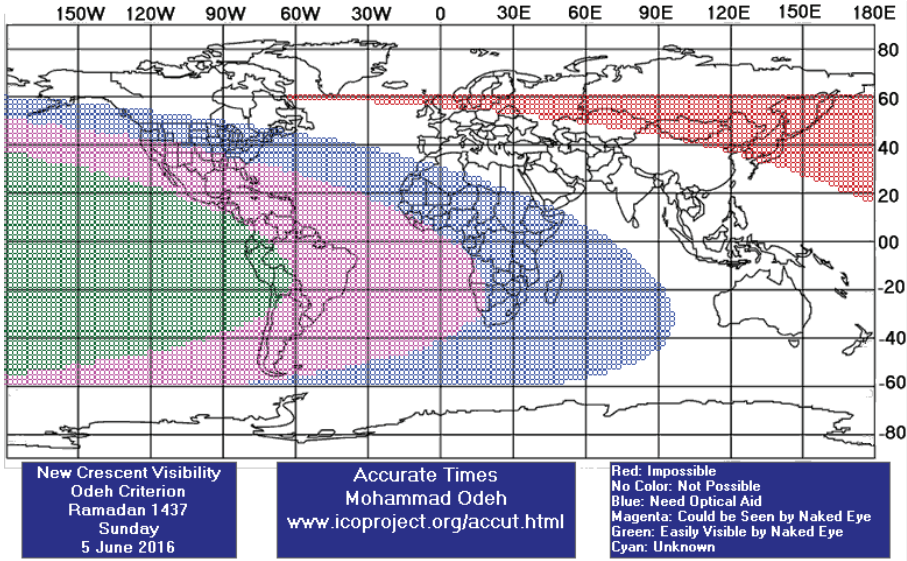 150W 120W 90W 60W 30W 0 30E 60E 90E 120E 150E 180E
80
60
40
20
00
-20
-40
-60
-80
New Crescent Visibility
Odeh Criterion
Ramadan 1437
Sunday
5 June 2016
Accurate Times
Mohammad Odeh
www.icoproject.org/accut.html
Red: Impossible
No Color: Not Possible
Blue: Need Optical Aid
Magenta: Could be Seen by Naked Eye
Green: Easily Visible by Naked Eye
Cyan: Unknown